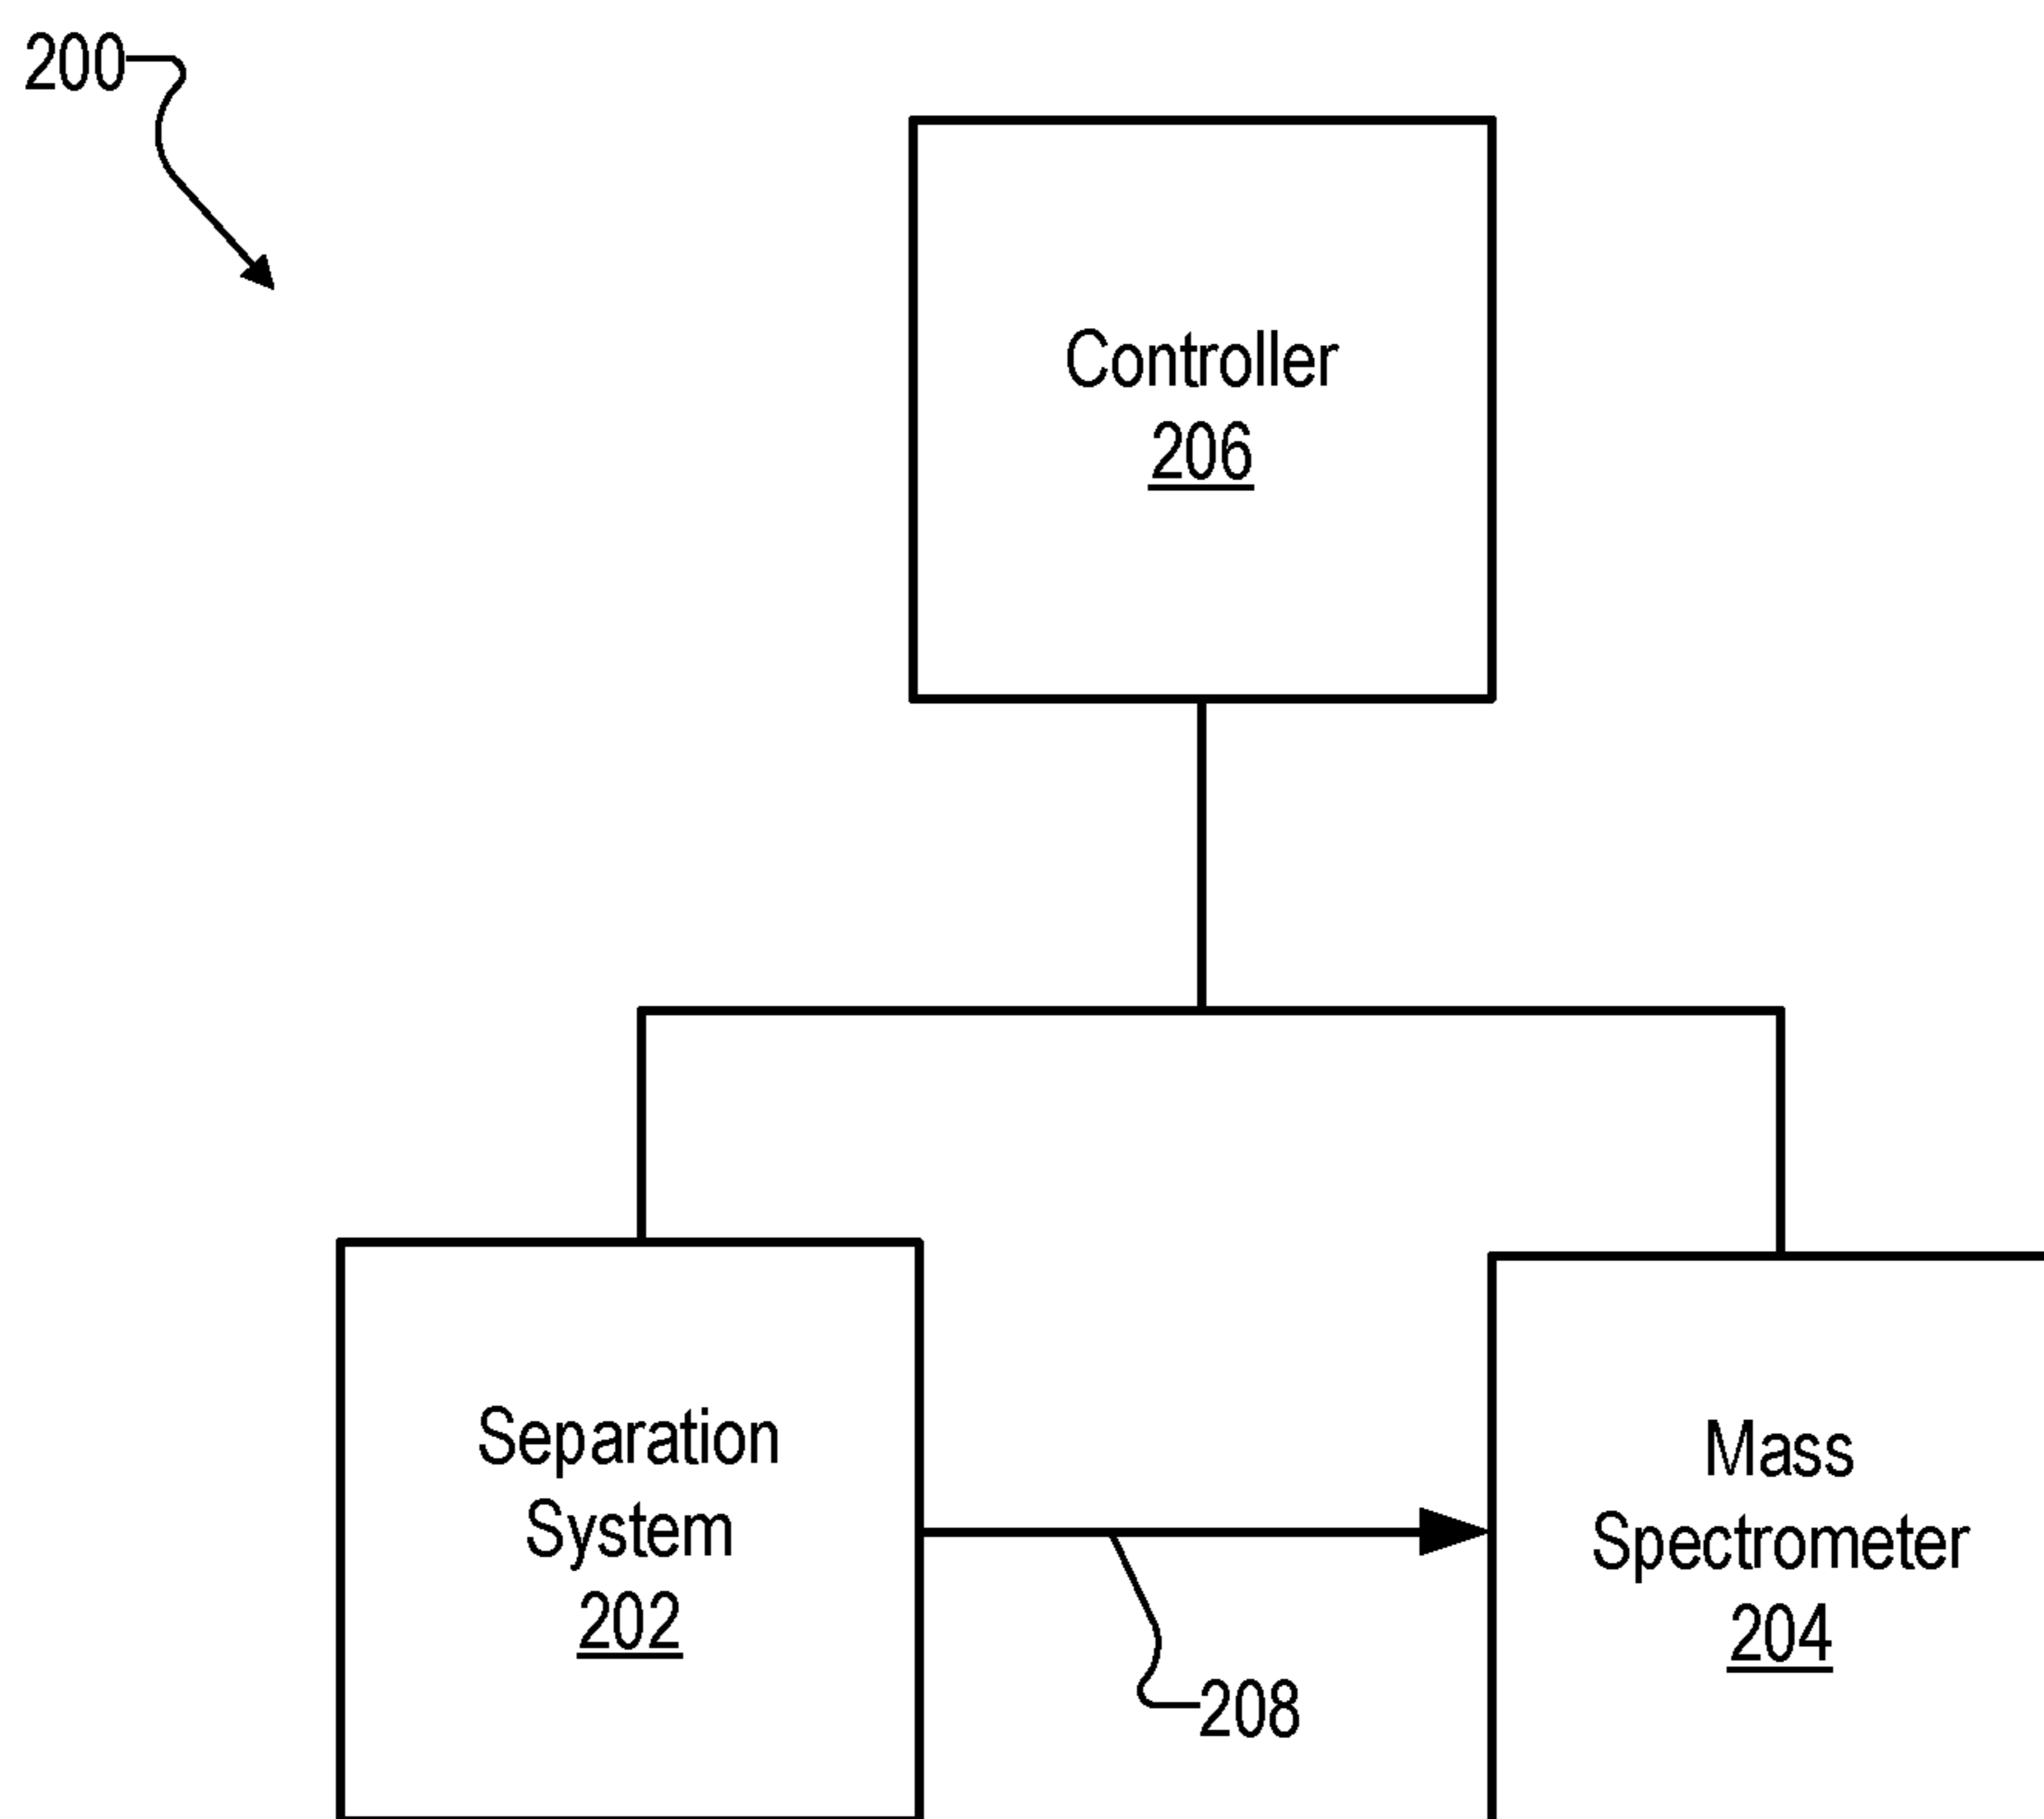 200
Controller
206
Separation
System
202
Mass
Spectrometer
204
208